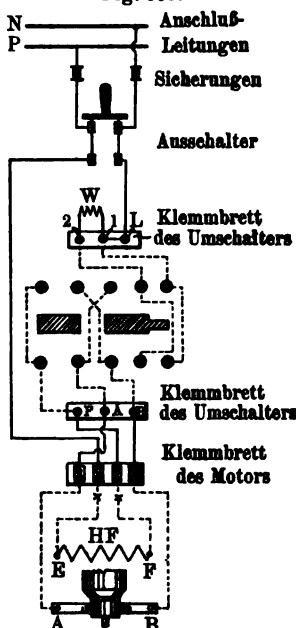 N
Anschluß-
P
Leitungen
Sicherungen
Ausschalter
W
2
1
L
Klemmbrett
des Umschalters
Klemmbrett
P
A
des Umschalters
Klemmbrett
des Motors
HF
E
F
A
B